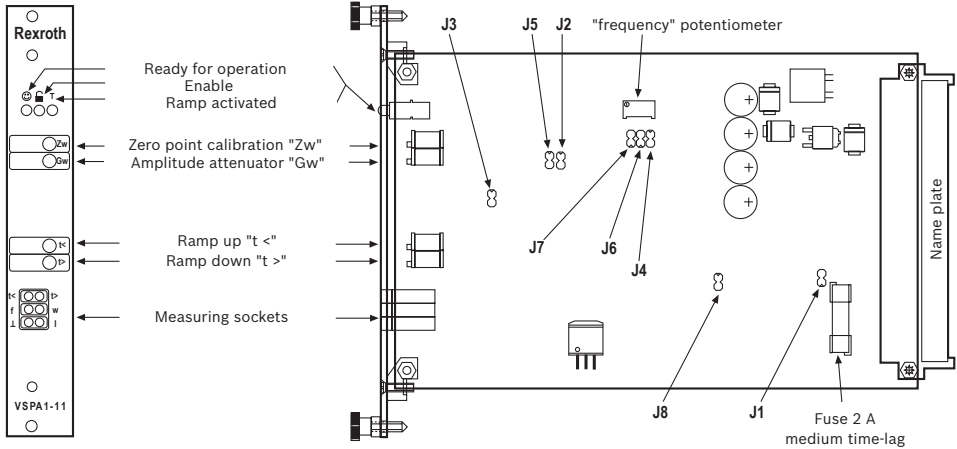 Rexroth
T
Zw
Gw
t<
t>
t< t>
f w
⊥ I
VSPA1-11
Ready for operation
Enable
Ramp activated
Zero point calibration "Zw"
Amplitude attenuator "Gw"
Ramp up "t <"
Ramp down "t >"
Measuring sockets
J3
J5
J2
"frequency" potentiometer
J7
J6
J4
J8
J1
Fuse 2 A
medium time-lag
Name plate
+
+
+
+